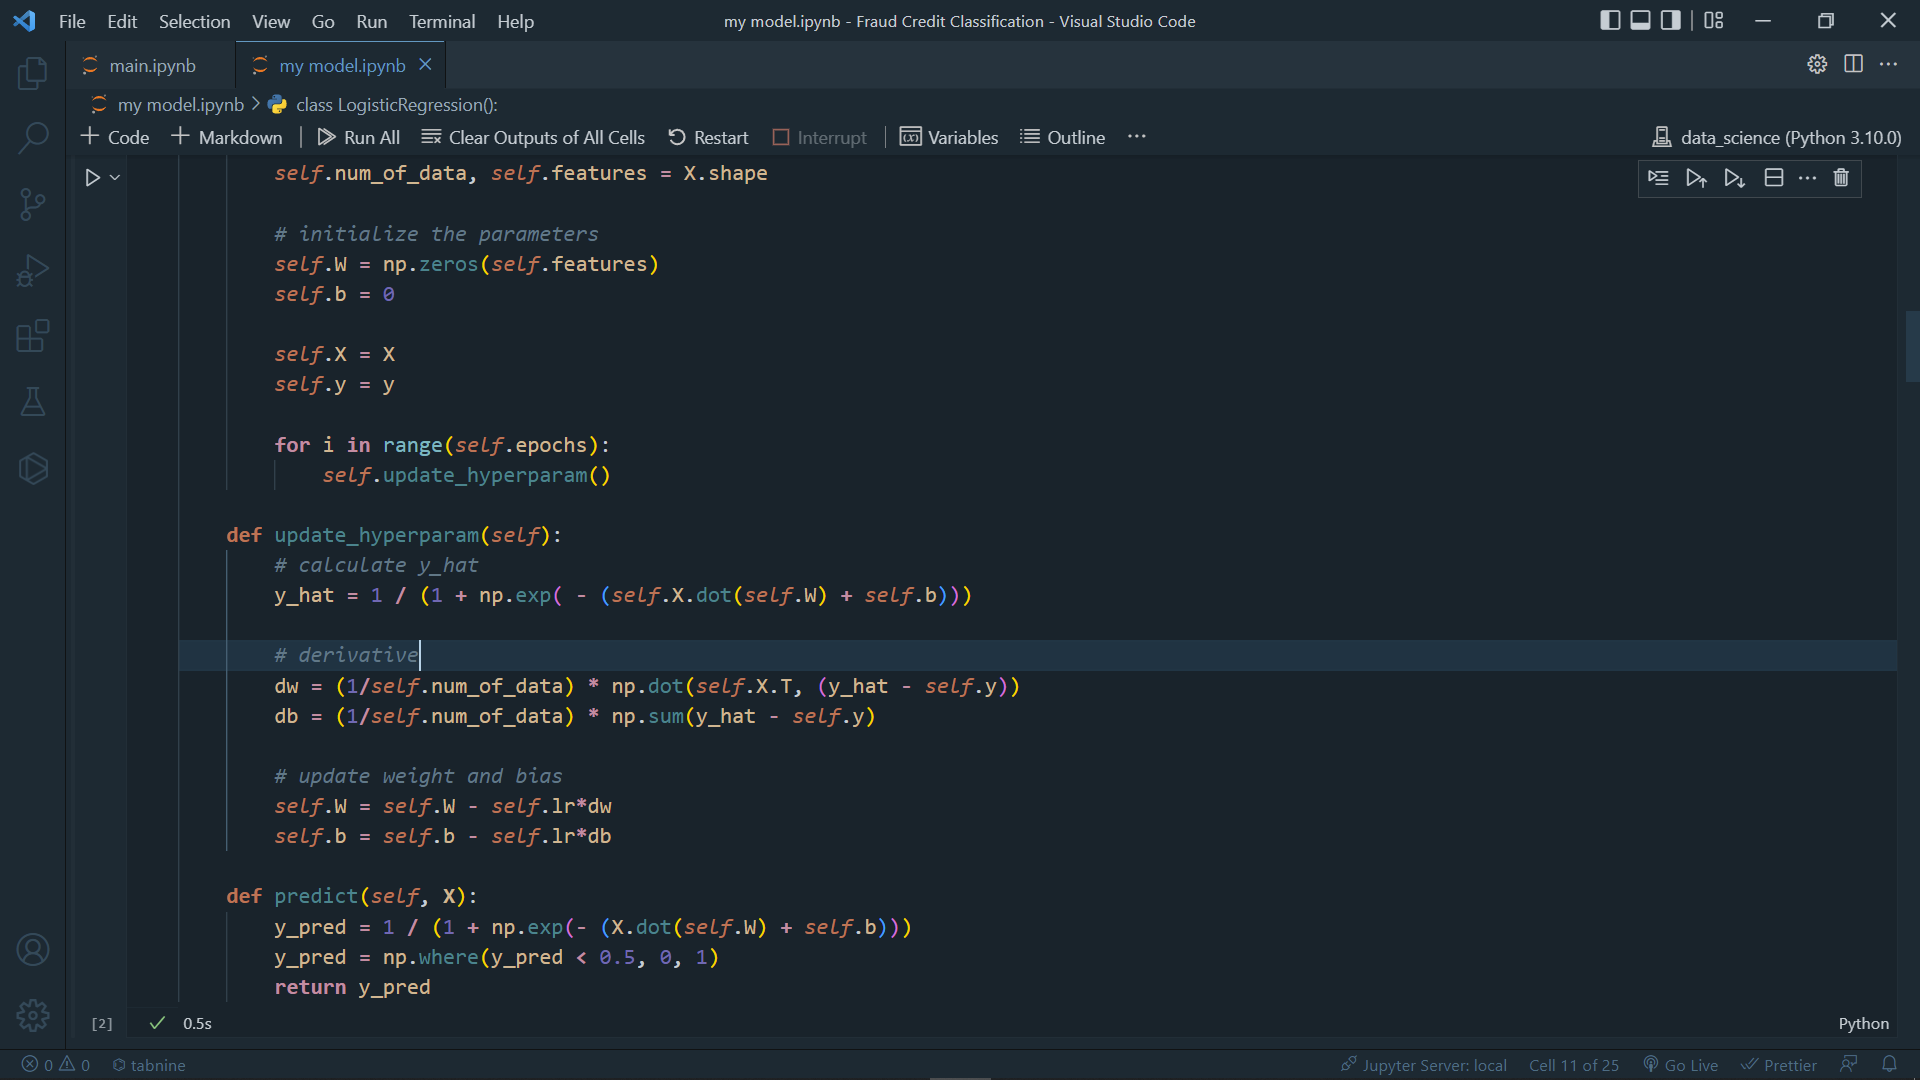 File Edit Selection View Go Run Terminal Help my model.ipynb - Fraud Credit Classification - Visual Studio Code
main.ipynb my model.ipynb
my model.ipynb > class LogisticRegression():
+ Code + Markdown | Run All Clear Outputs of All Cells Restart Interrupt | Variables Outline ··· data_science (Python 3.10.0)
self.num_of_data, self.features = X.shape
# initialize the parameters
self.W = np.zeros(self.features)
self.b = 0
self.X = X
self.y = y
for i in range(self.epochs):
self.update_hyperparam()
def update_hyperparam(self):
# calculate y_hat
y_hat = 1 / (1 + np.exp( - (self.X.dot(self.W) + self.b)))
# derivative
dw = (1/self.num_of_data) * np.dot(self.X.T, (y_hat - self.y))
db = (1/self.num_of_data) * np.sum(y_hat - self.y)
# update weight and bias
self.W = self.W - self.lr*dw
self.b = self.b - self.lr*db
def predict(self, X):
y_pred = 1 / (1 + np.exp(- (X.dot(self.W) + self.b)))
y_pred = np.where(y_pred < 0.5, 0, 1)
return y_pred
[2] 0.5s Python
0 0 tabnine Jupyter Server: local Cell 11 of 25 Go Live Prettier